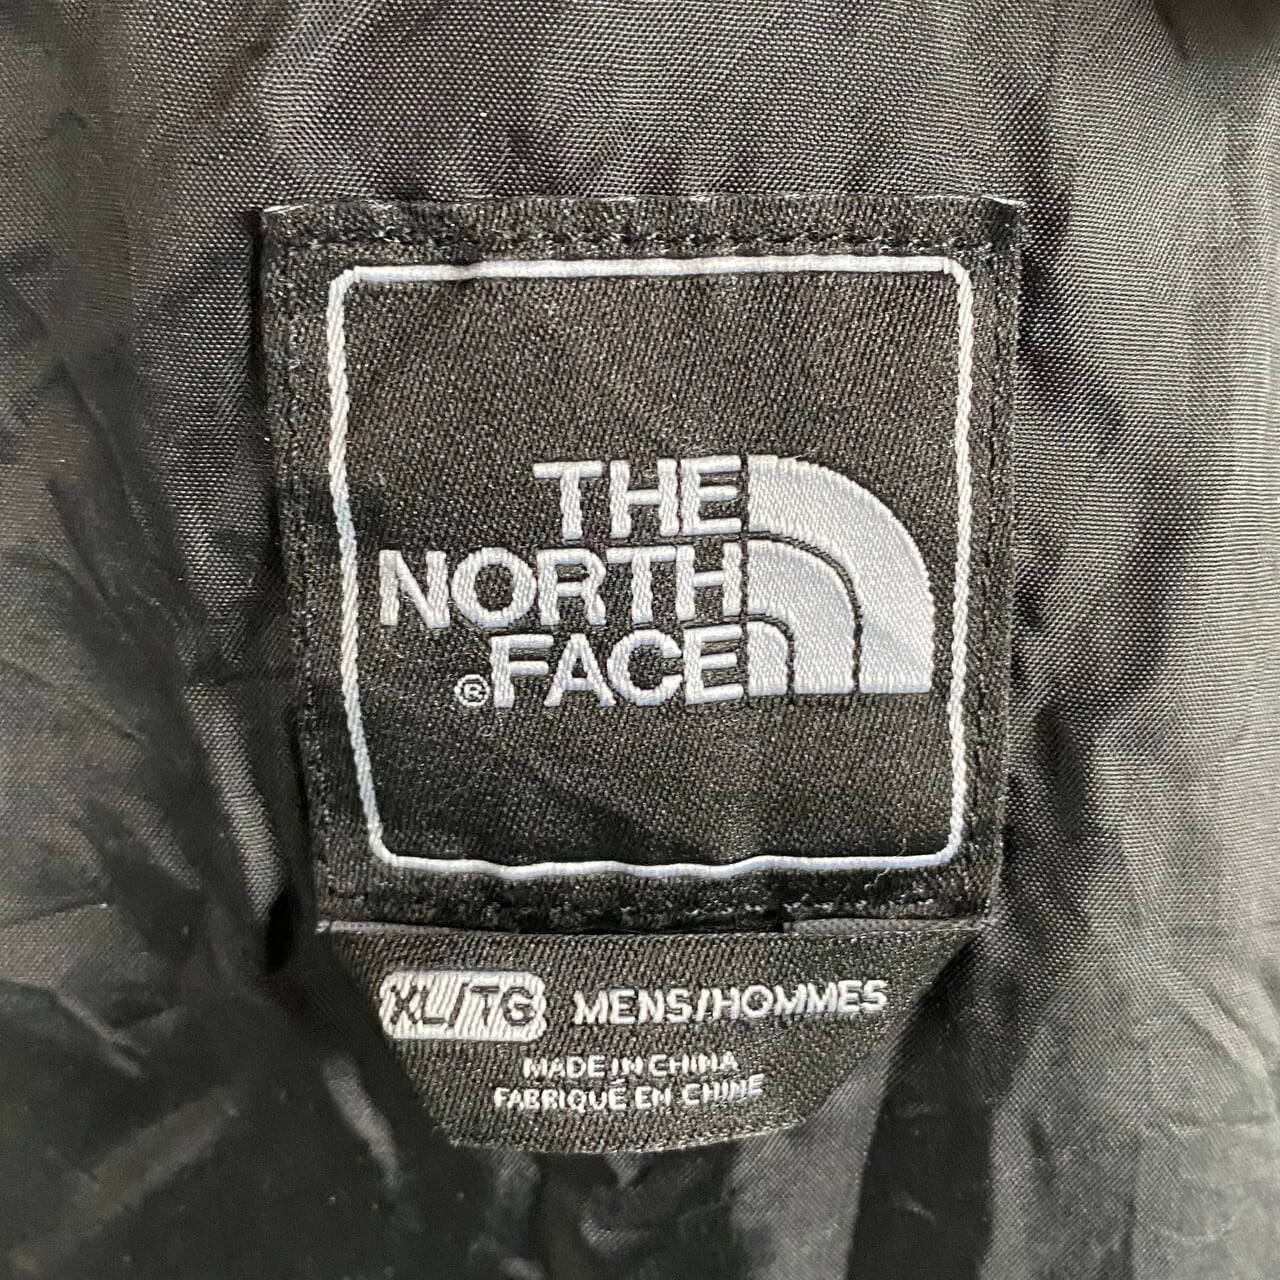 THE
NORTH
® FACE
XL/TG MENS/HOMMES
MADE IN CHINA
FABRIQUÉ EN CHINE